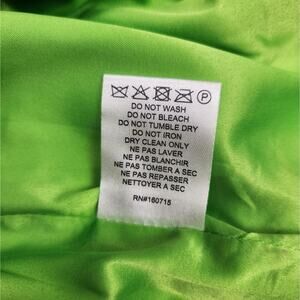 P
DO NOT WASH
DO NOT BLEACH
DO NOT TUMBLE DRY
DO NOT IRON
DRY CLEAN ONLY
NE PAS LAVER
NE PAS BLANCHIR
NE PAS TOMBER A SEC
NE PAS REPASSER
NETTOYER A SEC
RN#160715